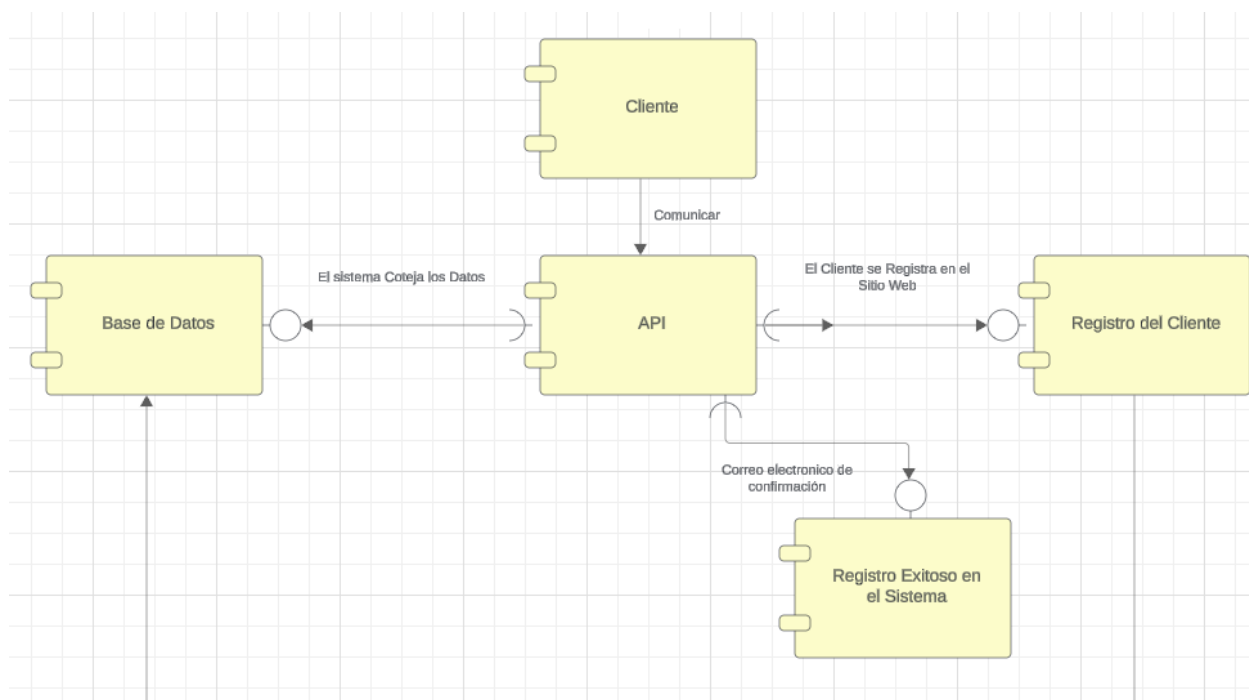 Cliente
Comunicar
El sistema Coteja los Datos
El Cliente se Registra en el
Sitio Web
Base de Datos
API
Registro del Cliente
Correo electronico de
confirmación
Registro Exitoso en
el Sistema